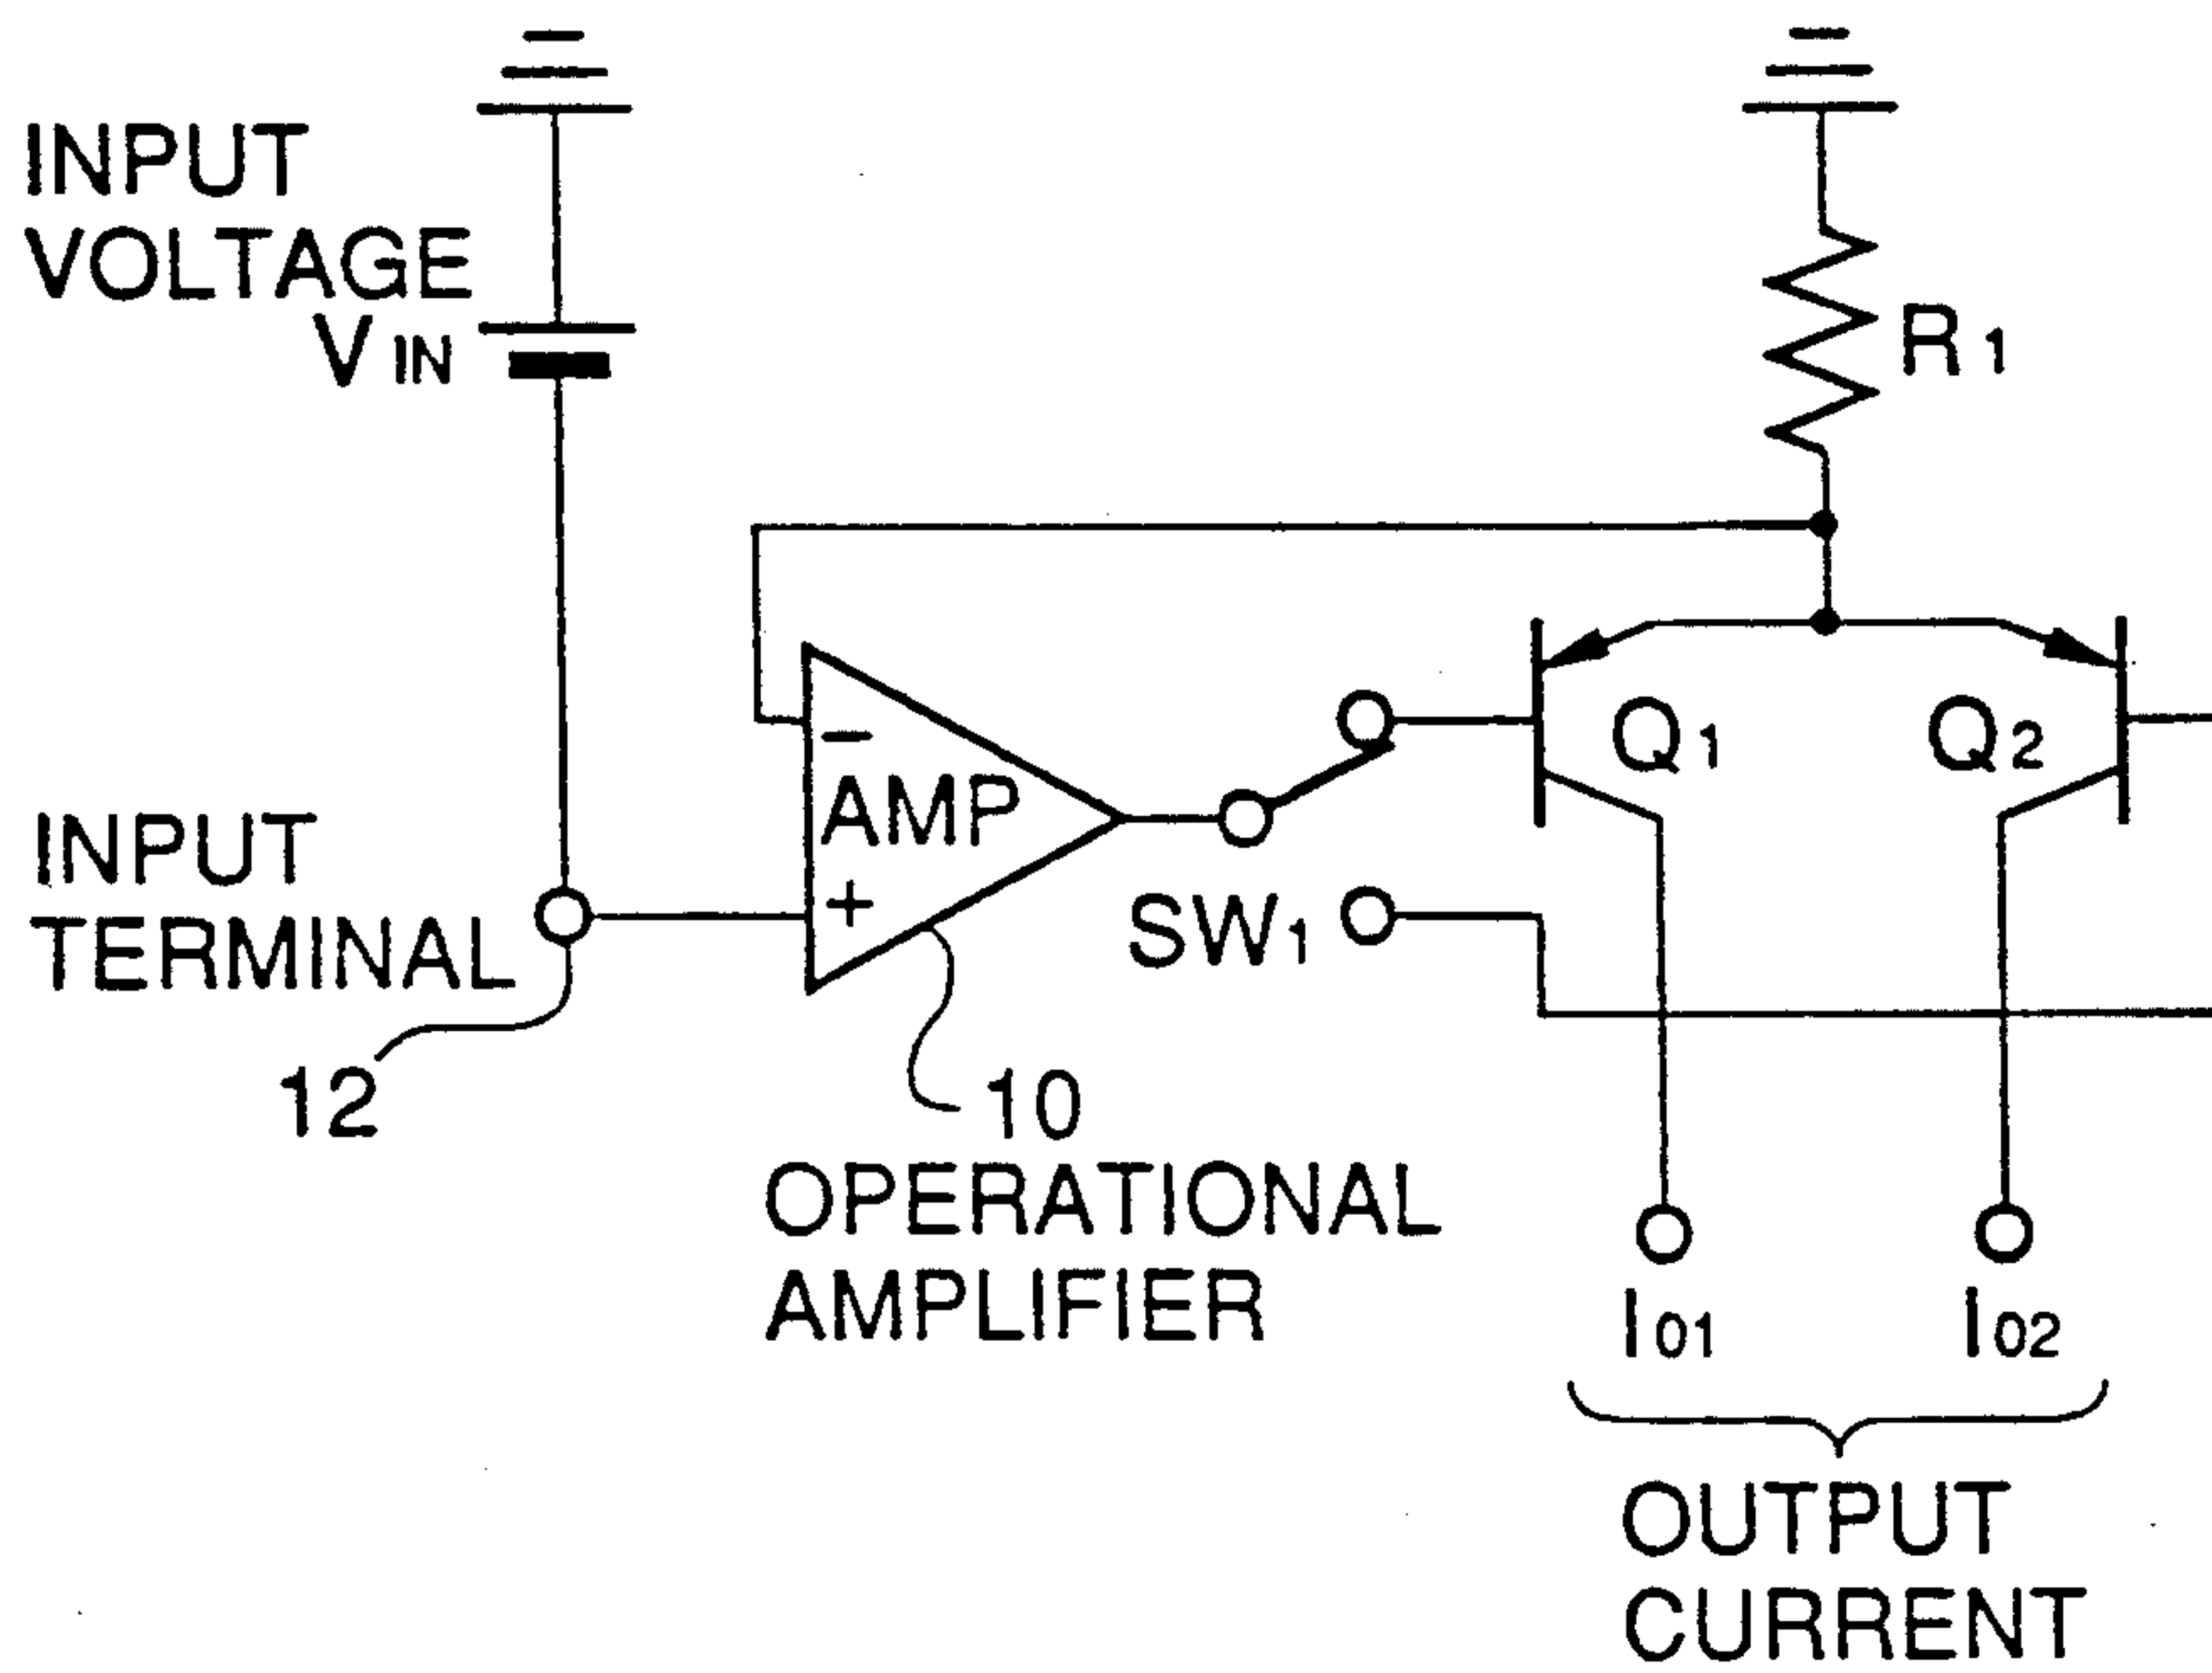 INPUT
VOLTAGE
VIN
R1
−
AMP
+
Q1
Q2
SW1
INPUT
TERMINAL
12
10
OPERATIONAL
AMPLIFIER
I01
I02
OUTPUT
CURRENT